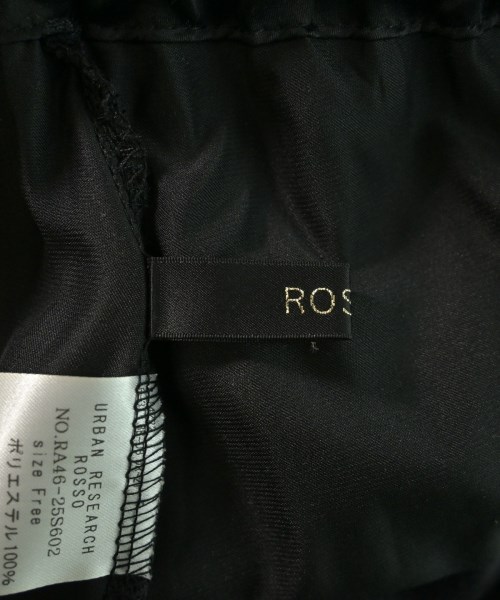 ROS
URBAN RESEARCH
ROSSO
NO.RA46-25S602
size Free
ポリエステル100%